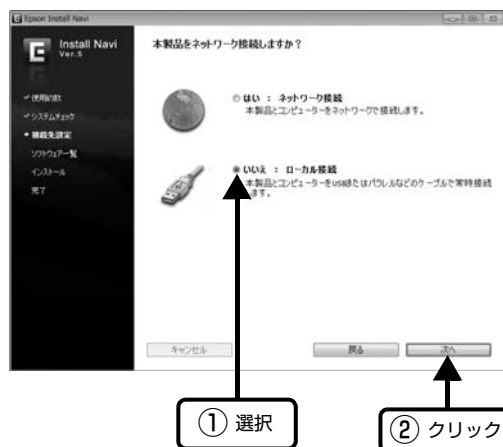 Epson Install Navi
Install Navi
Ver.5
本製品をネットワーク接続しますか？
使用許諾
システムチェック
接続先設定
ソフトウェア一覧
インストール
完了
はい ： ネットワーク接続
本製品とコンピューターをネットワークで接続します。
いいえ ： ローカル接続
本製品とコンピューターをUSBまたはパラレルなどのケーブルで常時接続
ます。
キャンセル
戻る
次へ
① 選択
② クリック